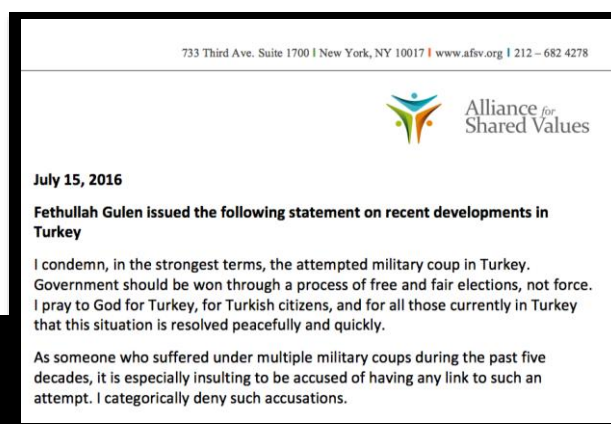 733 Third Ave. Suite 1700 I New York, NY 10017 I www.afsv.org I 212 – 682 4278
Alliance for
Shared Values
July 15, 2016
Fethullah Gulen issued the following statement on recent developments in
Turkey
I condemn, in the strongest terms, the attempted military coup in Turkey.
Government should be won through a process of free and fair elections, not force.
I pray to God for Turkey, for Turkish citizens, and for all those currently in Turkey
that this situation is resolved peacefully and quickly.
As someone who suffered under multiple military coups during the past five
decades, it is especially insulting to be accused of having any link to such an
attempt. I categorically deny such accusations.